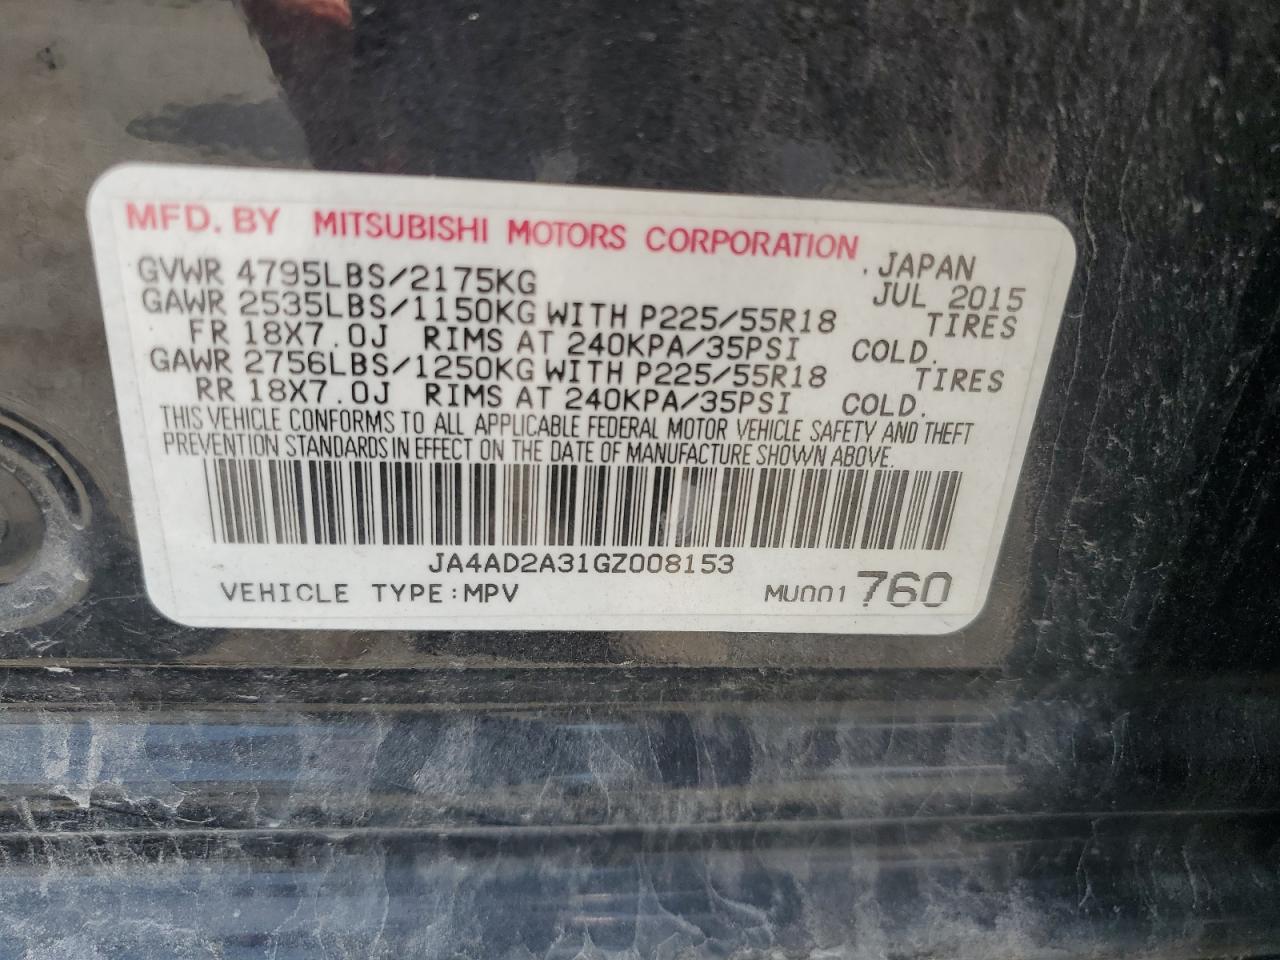 MFD. BY MITSUBISHI MOTORS CORPORATION
GVWR 4795LBS/2175KG JAPAN
JUL 2015
GAWR 2535LBS/1150KG WITH P225/55R18 TIRES
FR 18X7.0J RIMS AT 240KPA/35PSI COLD.
GAWR 2756LBS/1250KG WITH P225/55R18 TIRES
RR 18X7.0J RIMS AT 240KPA/35PSI COLD.
THIS VEHICLE CONFORMS TO ALL APPLICABLE FEDERAL MOTOR VEHICLE SAFETY AND THEFT
PREVENTION STANDARDS IN EFFECT ON THE DATE OF MANUFACTURE SHOWN ABOVE.
JA4AD2A31GZ008153
VEHICLE TYPE:MPV MU001 760